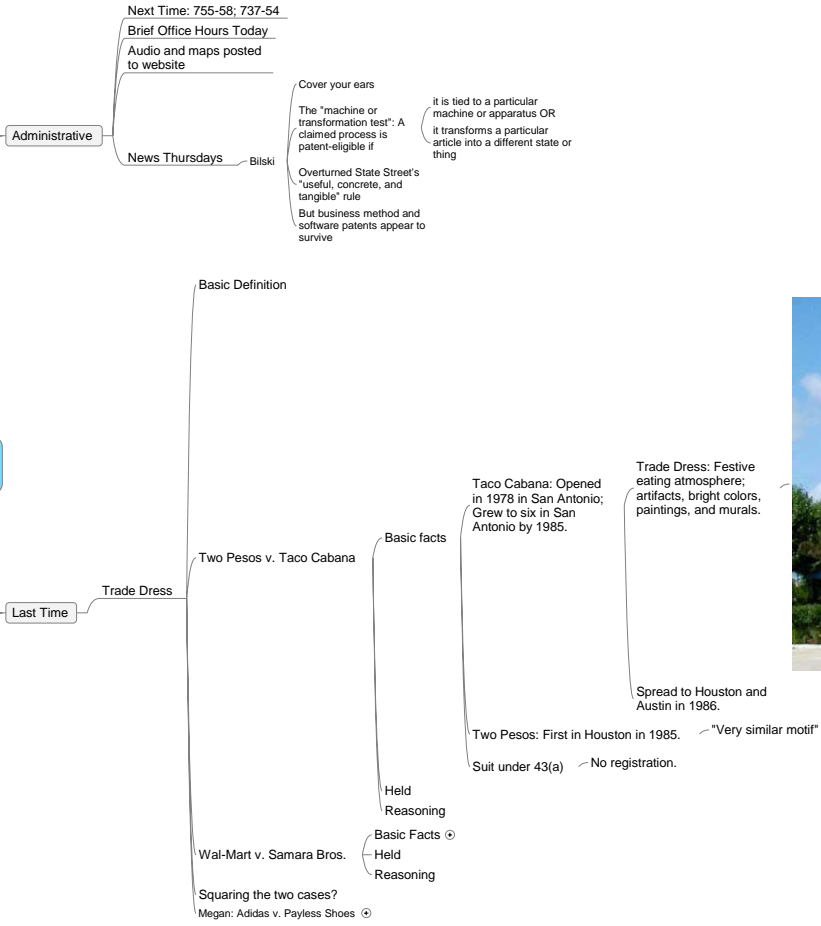 Next Time: 755-58; 737-54
Brief Office Hours Today
Audio and maps posted
to website
Administrative
News Thursdays
Bilski
Cover your ears
The "machine or
transformation test": A
claimed process is
patent-eligible if
it is tied to a particular
machine or apparatus OR
it transforms a particular
article into a different state or
thing
Overturned State Street's
"useful, concrete, and
tangible" rule
But business method and
software patents appear to
survive
Last Time
Trade Dress
Basic Definition
Two Pesos v. Taco Cabana
Basic facts
Taco Cabana: Opened
in 1978 in San Antonio;
Grew to six in San
Antonio by 1985.
Trade Dress: Festive
eating atmosphere;
artifacts, bright colors,
paintings, and murals.
Spread to Houston and
Austin in 1986.
Two Pesos: First in Houston in 1985.
"Very similar motif"
Suit under 43(a)
No registration.
Held
Reasoning
Wal-Mart v. Samara Bros.
Basic Facts
Held
Reasoning
Squaring the two cases?
Megan: Adidas v. Payless Shoes